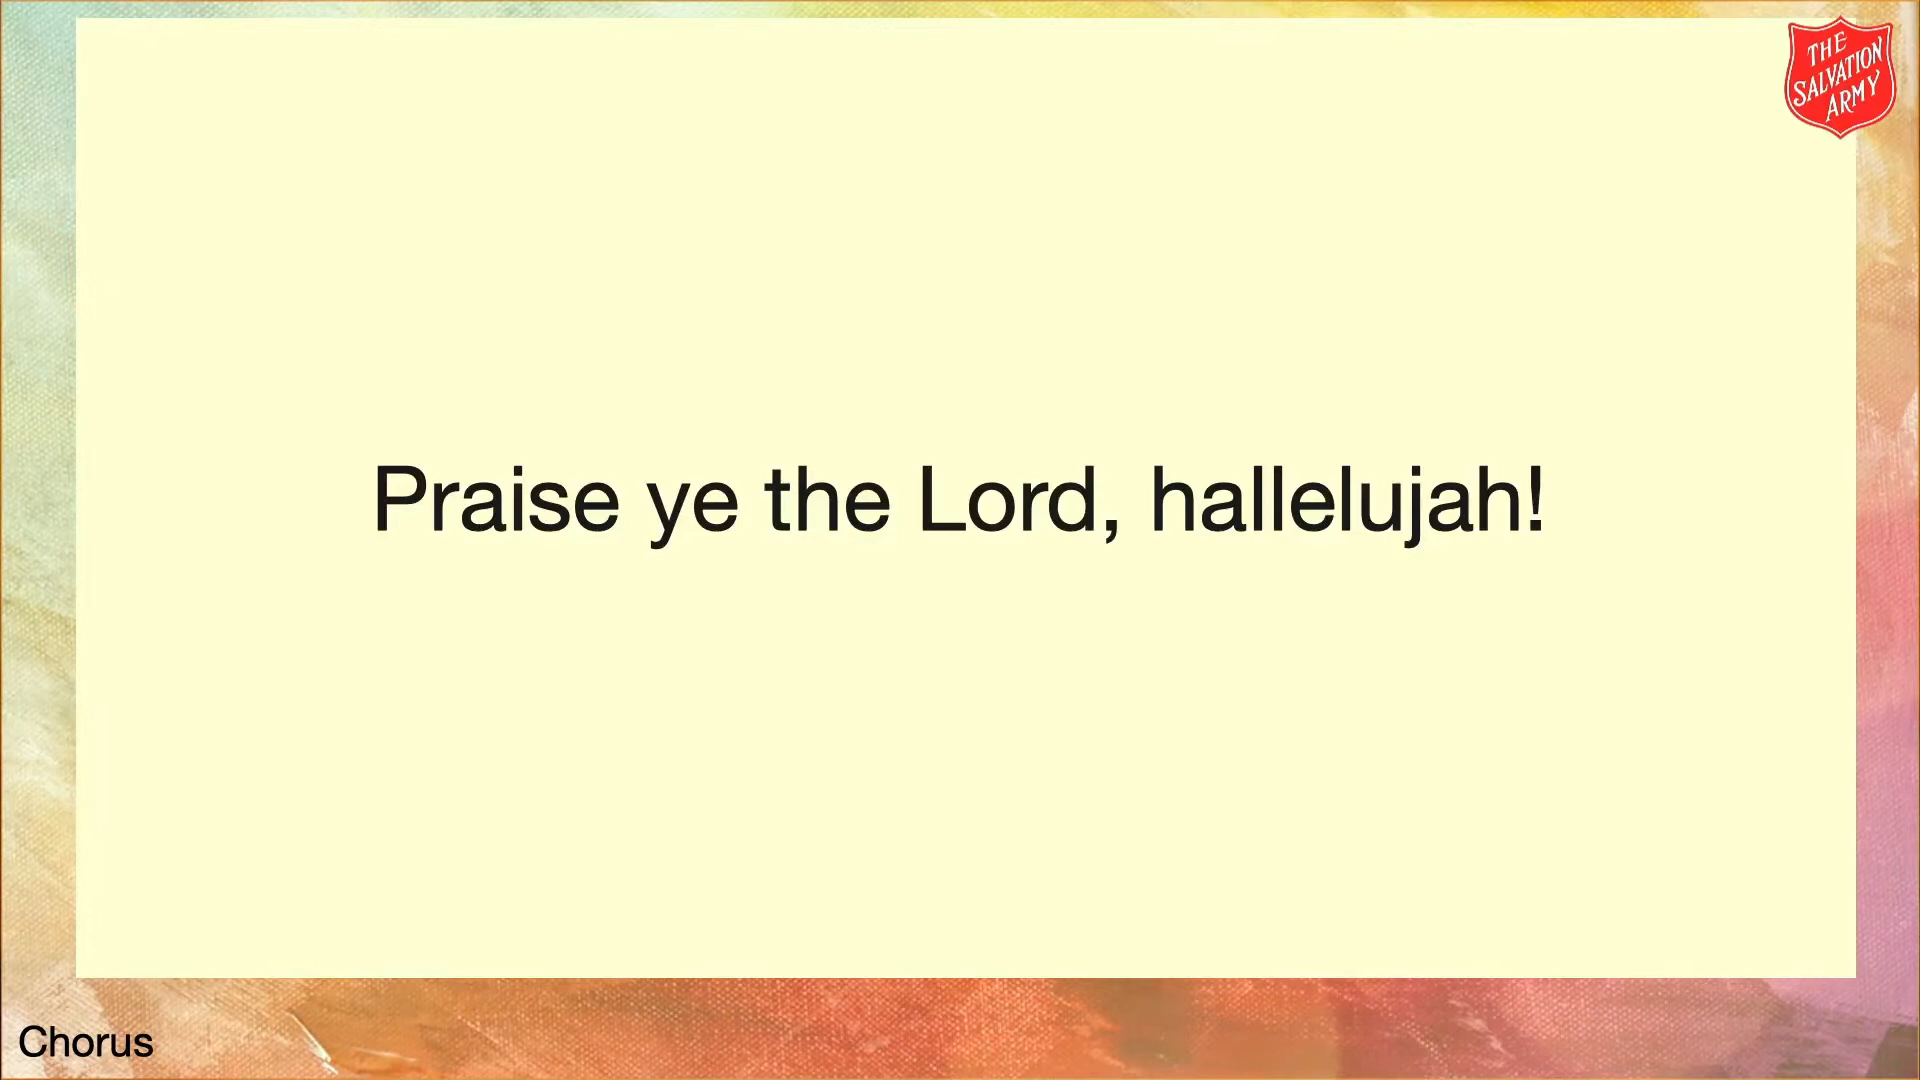 THE
SALVATION
ARMY
Praise ye the Lord, hallelujah!
Chorus